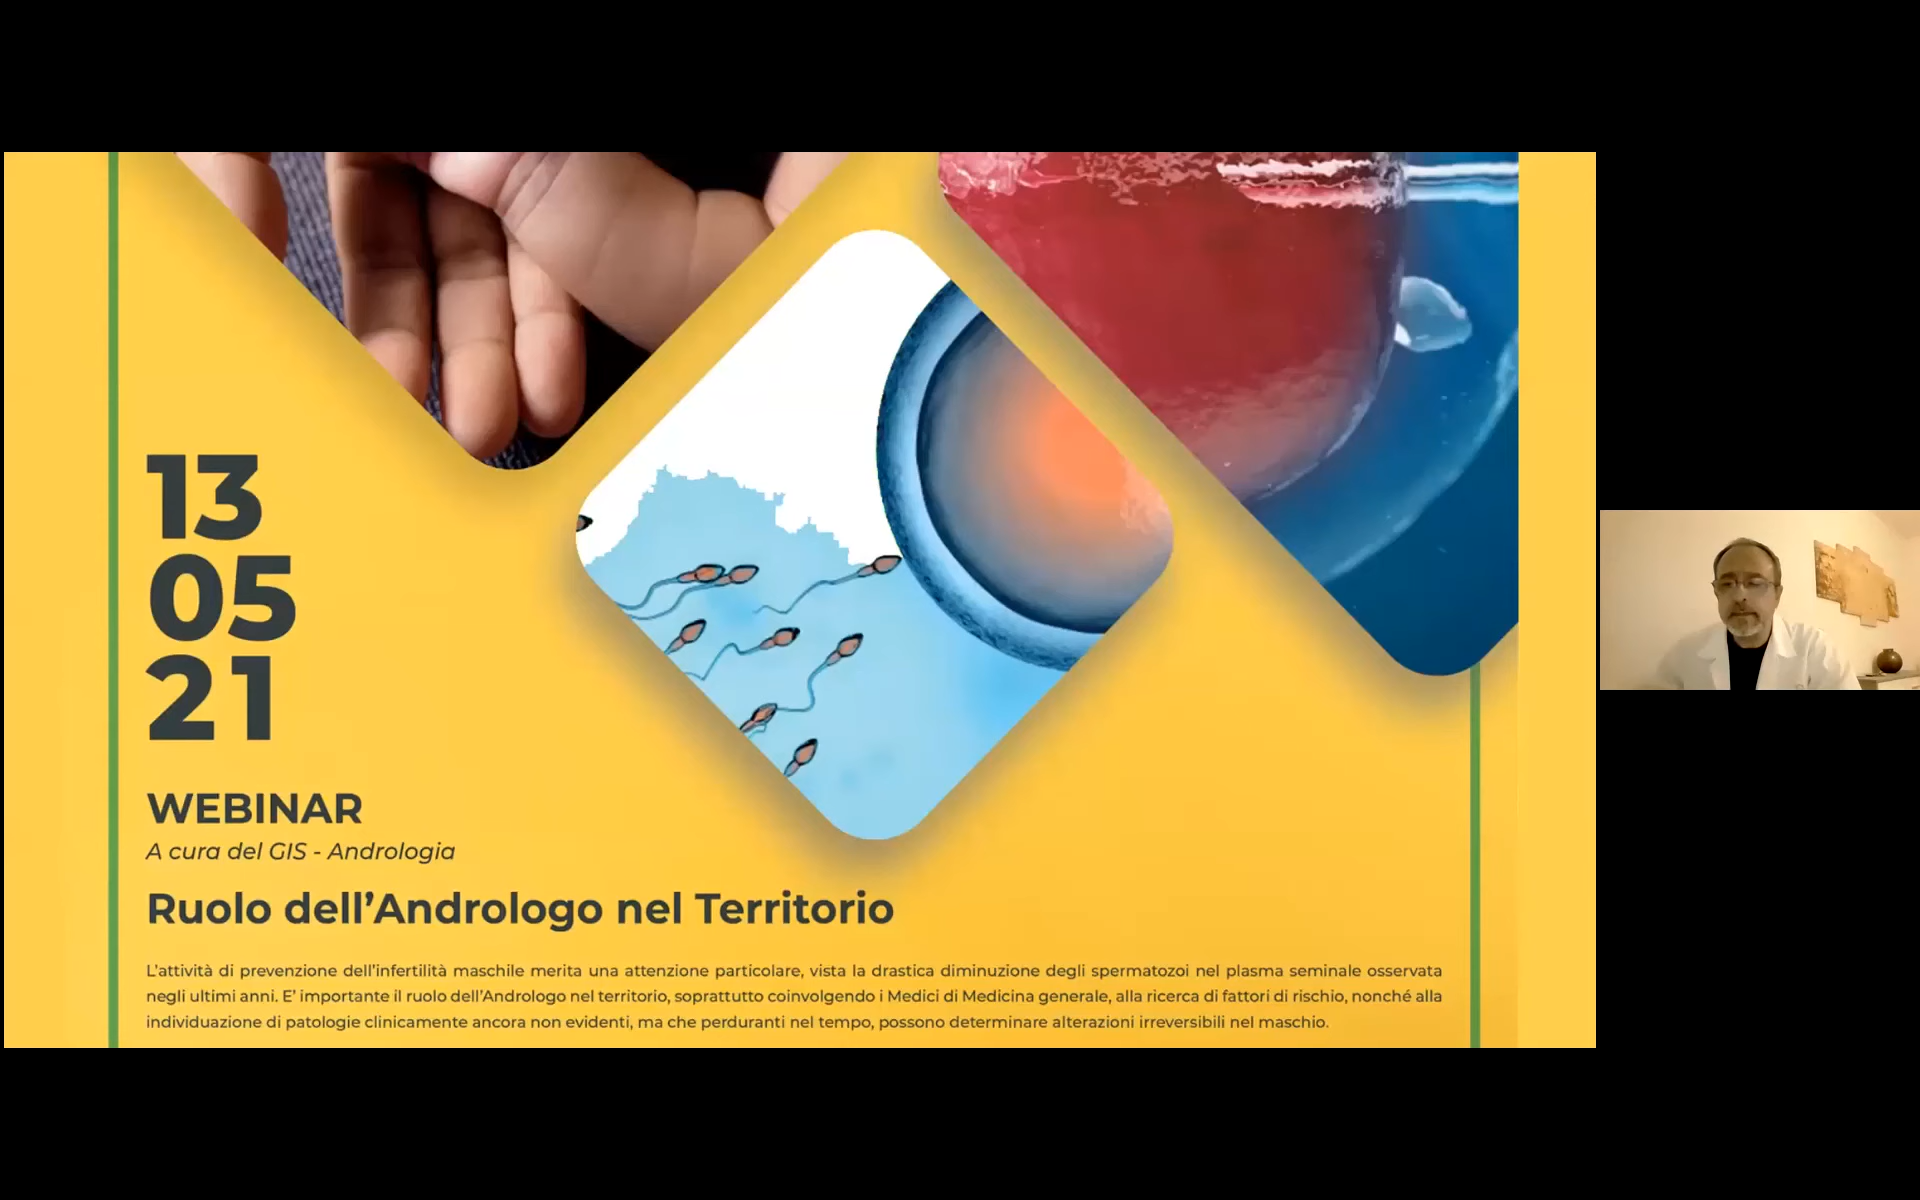 13
05
21
WEBINAR
A cura del GIS - Andrologia
Ruolo dell’Andrologo nel Territorio
L’attività di prevenzione dell’infertilità maschile merita una attenzione particolare, vista la drastica diminuzione degli spermatozoi nel plasma seminale osservata
negli ultimi anni. E’ importante il ruolo dell’Andrologo nel territorio, soprattutto coinvolgendo i Medici di Medicina generale, alla ricerca di fattori di rischio, nonché alla
individuazione di patologie clinicamente ancora non evidenti, ma che perduranti nel tempo, possono determinare alterazioni irreversibili nel maschio.